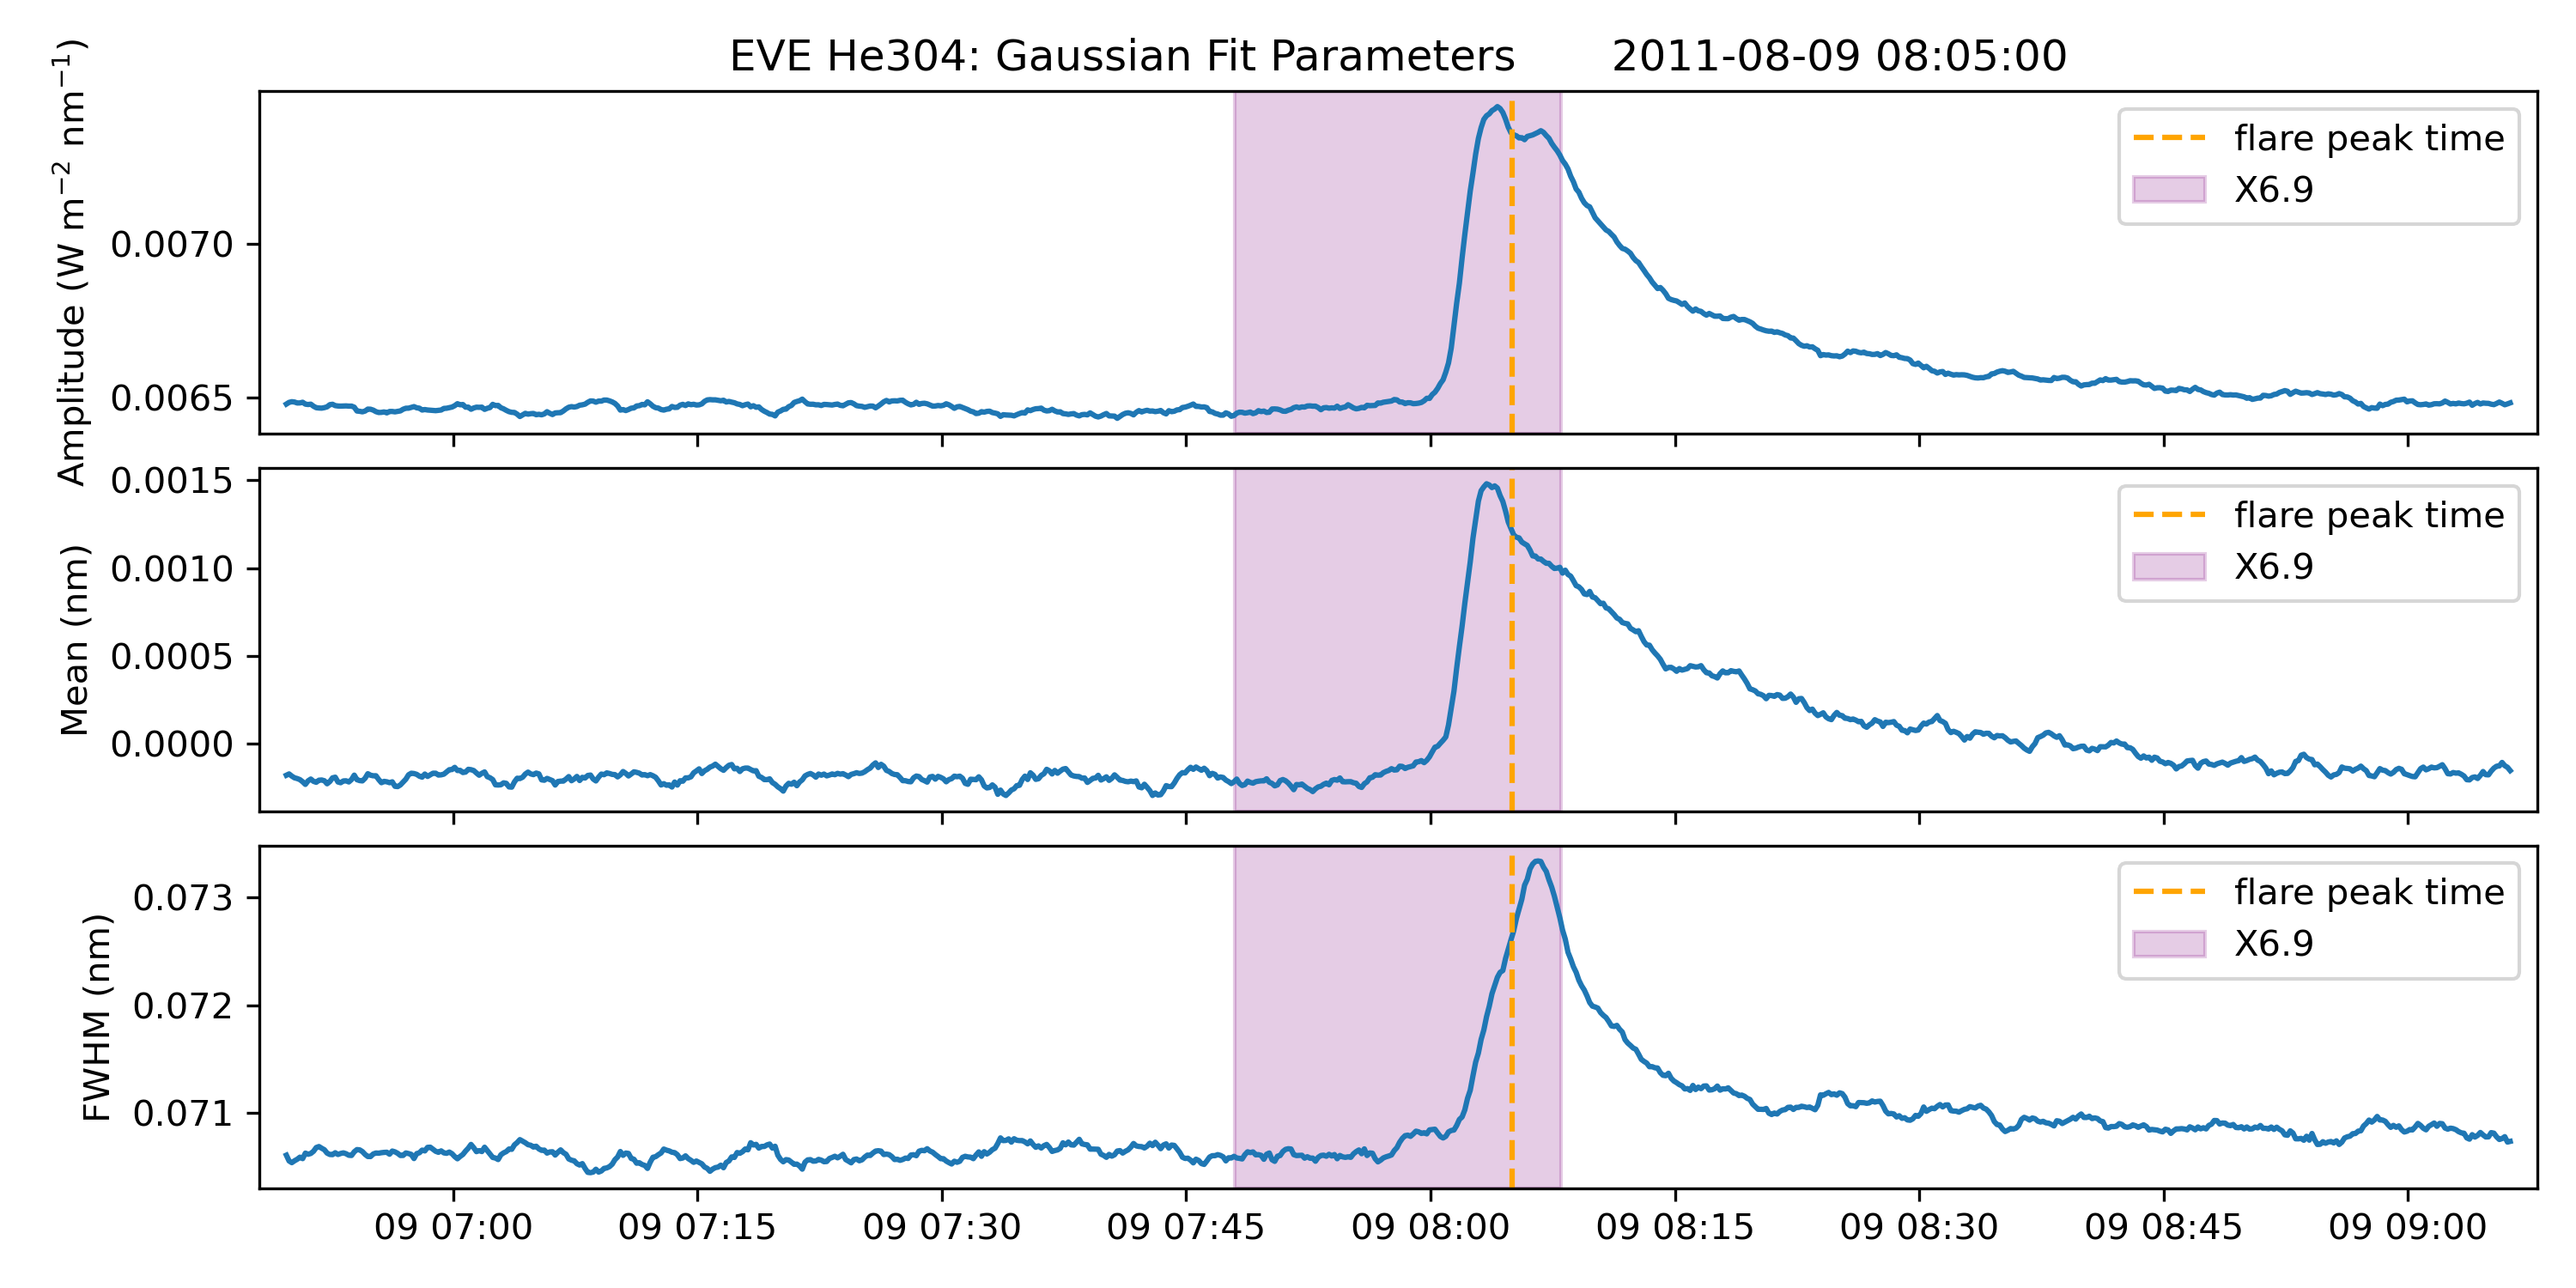 EVE He304: Gaussian Fit Parameters 2011-08-09 08:05:00
Amplitude (W m⁻² nm⁻¹)
0.0070
0.0065
flare peak time
X6.9
Mean (nm)
0.0015
0.0010
0.0005
0.0000
flare peak time
X6.9
FWHM (nm)
0.073
0.072
0.071
flare peak time
X6.9
09 07:00 09 07:15 09 07:30 09 07:45 09 08:00 09 08:15 09 08:30 09 08:45 09 09:00